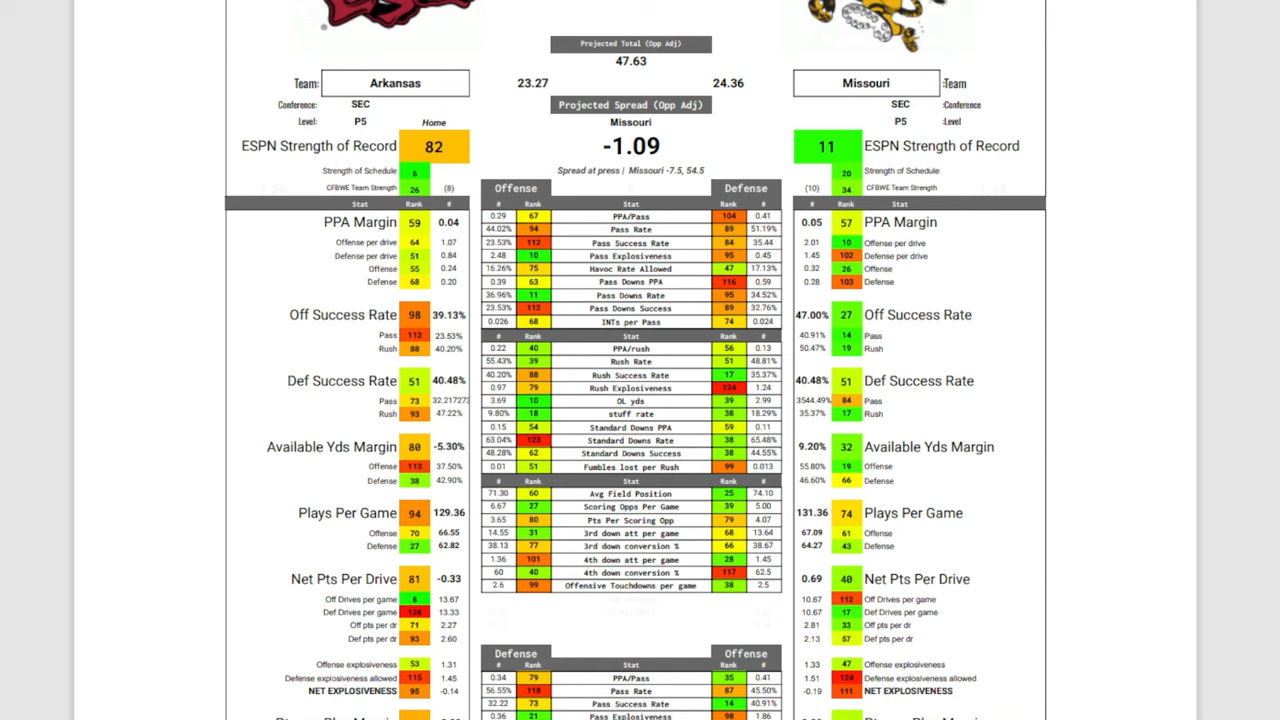 Projected Total (Opp Adj)
47.63
Team: Arkansas 23.27 24.36 Missouri :Team
Conference: SEC Projected Spread (Opp Adj) SEC :Conference
Level: P5 Home Missouri P5 :Level
ESPN Strength of Record 82 -1.09 11 ESPN Strength of Record
Strength of Schedule 6 Spread at press | Missouri -7.5, 54.5 20 Strength of Schedule
CFBWE Team Strength 26 (8) Offense Defense (10) 34 CFBWE Team Strength
Stat Rank # # Rank Stat Rank # # Rank Stat
0.29 67 PPA/Pass 104 0.41
PPA Margin 59 0.04 0.05 57 PPA Margin
44.02% 94 Pass Rate 89 51.19%
Offense per drive 64 1.07 23.53% 112 Pass Success Rate 84 35.44 2.01 10 Offense per drive
Defense per drive 51 0.84 2.48 10 Pass Explosiveness 95 0.45 1.45 102 Defense per drive
Offense 55 0.24 16.26% 75 Havoc Rate Allowed 47 17.13% 0.32 26 Offense
Defense 68 0.20 0.39 63 Pass Downs PPA 116 0.59 0.28 103 Defense
36.96% 11 Pass Downs Rate 95 34.52%
23.53% 112 Pass Downs Success 89 32.76%
Off Success Rate 98 39.13% 47.00% 27 Off Success Rate
0.026 68 INTs per Pass 74 0.024
Pass 112 23.53% # Rank Stat Rank # 40.91% 14 Pass
Rush 88 40.20% 0.22 40 PPA/rush 56 0.13 50.47% 19 Rush
55.43% 39 Rush Rate 51 48.81%
40.20% 88 Rush Success Rate 17 35.37%
Def Success Rate 51 40.48% 40.48% 51 Def Success Rate
0.97 79 Rush Explosiveness 124 1.24
Pass 73 32.217273 3.69 10 OL yds 39 2.99 3544.49% 84 Pass
Rush 93 47.22% 9.80% 18 stuff rate 38 18.29% 35.37% 17 Rush
0.15 54 Standard Downs PPA 59 0.11
63.04% 123 Standard Downs Rate 38 65.48%
Available Yds Margin 80 -5.30% 9.20% 32 Available Yds Margin
48.28% 62 Standard Downs Success 38 44.55%
Offense 113 37.50% 0.01 51 Fumbles lost per Rush 99 0.013 55.80% 19 Offense
Defense 38 42.90% # Rank Stat Rank # 46.60% 66 Defense
71.30 60 Avg Field Position 25 74.10
6.67 27 Scoring Opps Per Game 39 5.00
Plays Per Game 94 129.36 131.36 74 Plays Per Game
3.65 80 Pts Per Scoring Opp 79 4.07
Offense 70 66.55 14.55 31 3rd down att per game 68 13.64 67.09 61 Offense
Defense 27 62.82 38.13 77 3rd down conversion % 66 38.67 64.27 43 Defense
1.36 101 4th down att per game 28 1.45
60 40 4th down conversion % 117 62.5
Net Pts Per Drive 81 -0.33 0.69 40 Net Pts Per Drive
2.6 99 Offensive Touchdowns per game 38 2.5
Off Drives per game 6 13.67 10.67 112 Off Drives per game
Def Drives per game 13.33 10.67 17 Def Drives per game
Off pts per dr 71 2.27 2.81 33 Off pts per dr
Def pts per dr 93 2.60 2.13 57 Def pts per dr
Defense Offense
Offense explosiveness 53 1.31 # Rank Stat Rank # 1.33 47 Offense explosiveness
Defense explosiveness allowed 115 1.45 0.34 79 PPA/Pass 35 0.41 1.51 124 Defense explosiveness allowed
NET EXPLOSIVENESS 95 -0.14 56.55% 118 Pass Rate 87 45.50% -0.19 111 NET EXPLOSIVENESS
32.22 73 Pass Success Rate 14 40.91%
0.36 21 Pass Explosiveness 98 1.86